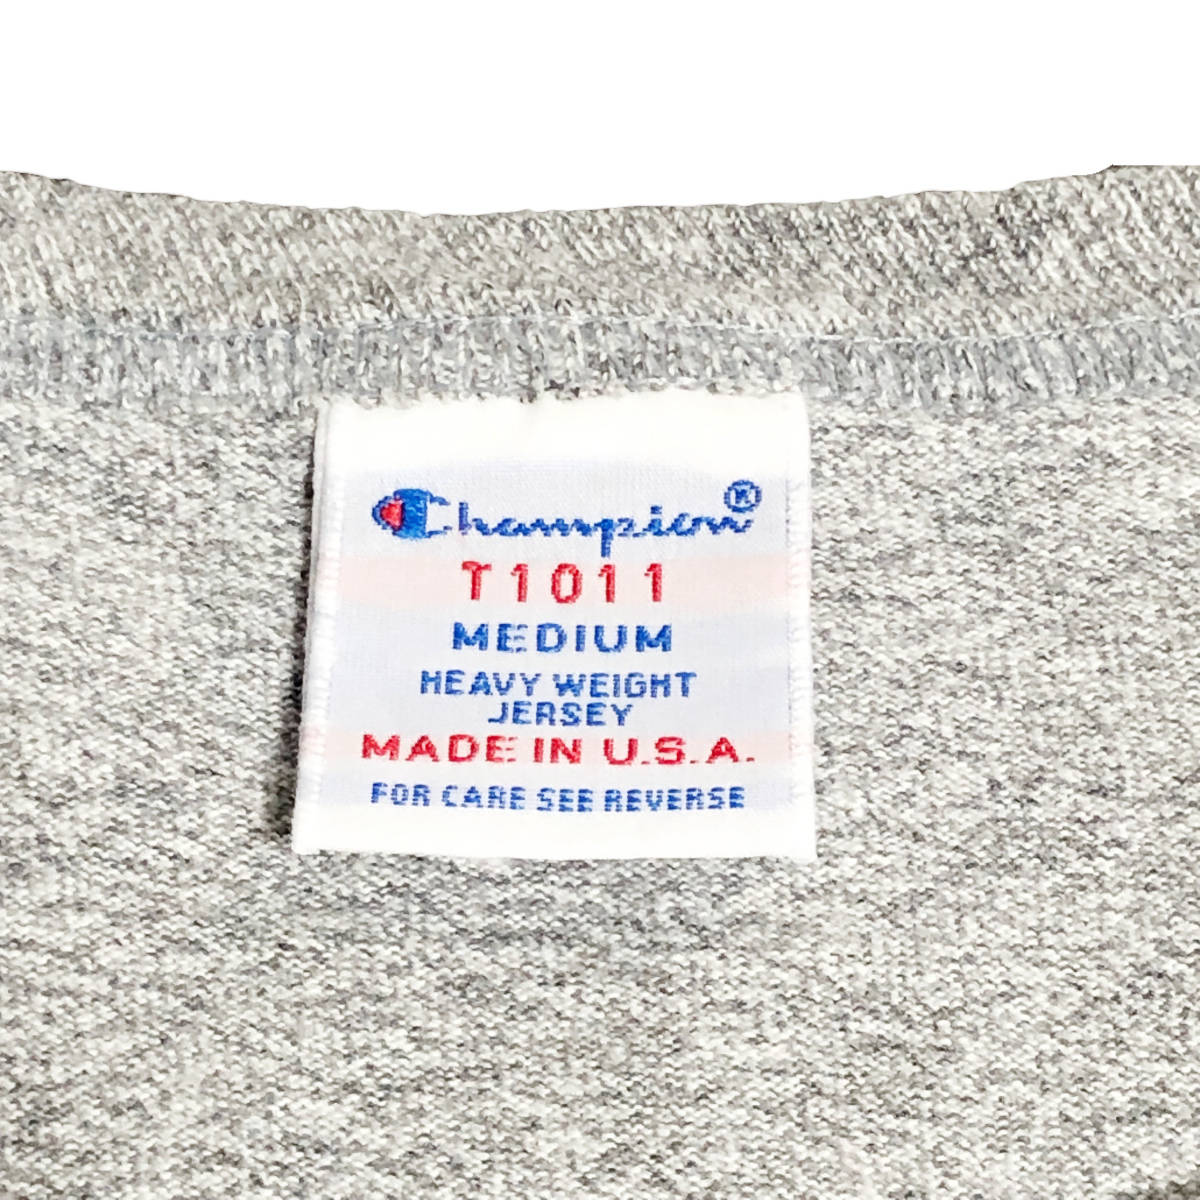 Champion®
T1011
MEDIUM
HEAVY WEIGHT
JERSEY
MADE IN U.S.A.
FOR CARE SEE REVERSE